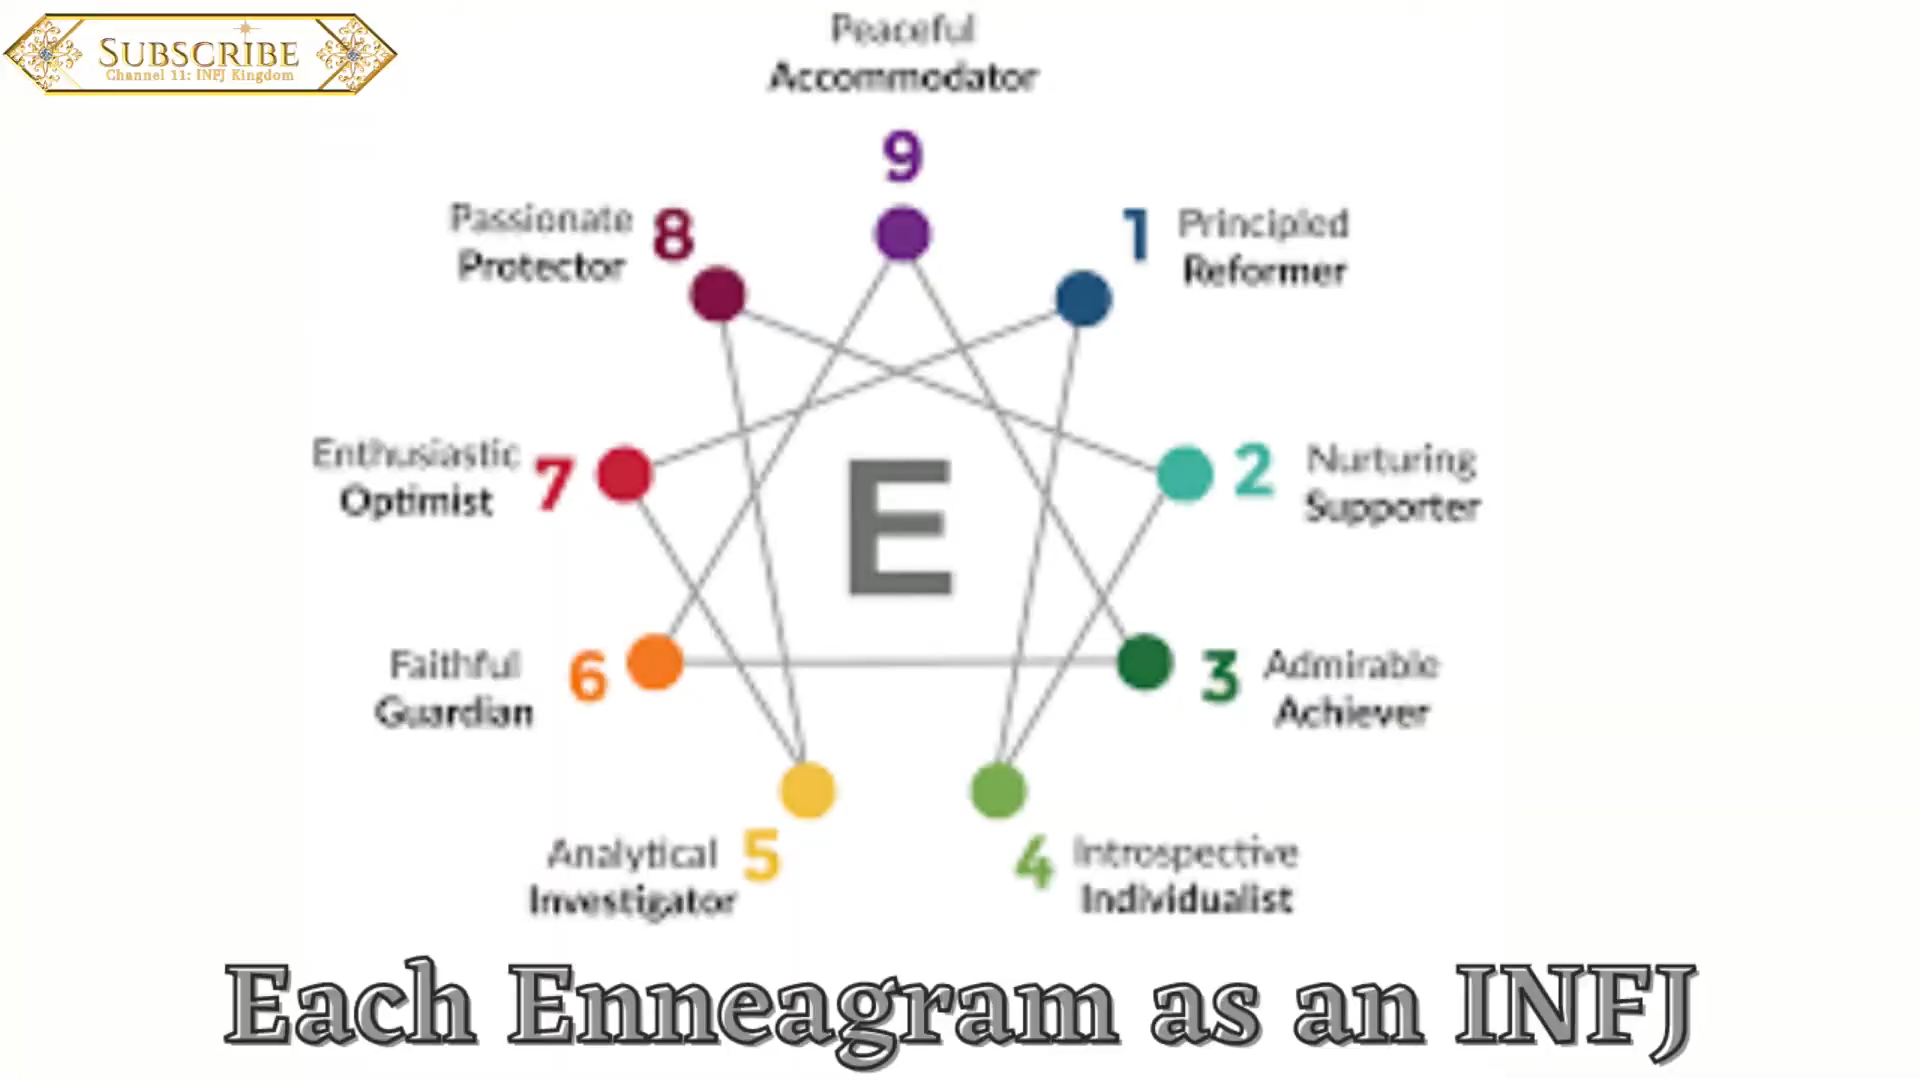 SUBSCRIBE
Channel 11: INFJ Kingdom
Peaceful
Accommodator
9
8
Passionate
Protector
1
Principled
Reformer
7
Enthusiastic
Optimist
E
2
Nurturing
Supporter
6
Faithful
Guardian
3
Admirable
Achiever
5
Analytical
Investigator
4
Introspective
Individualist
Each Enneagram as an INFJ